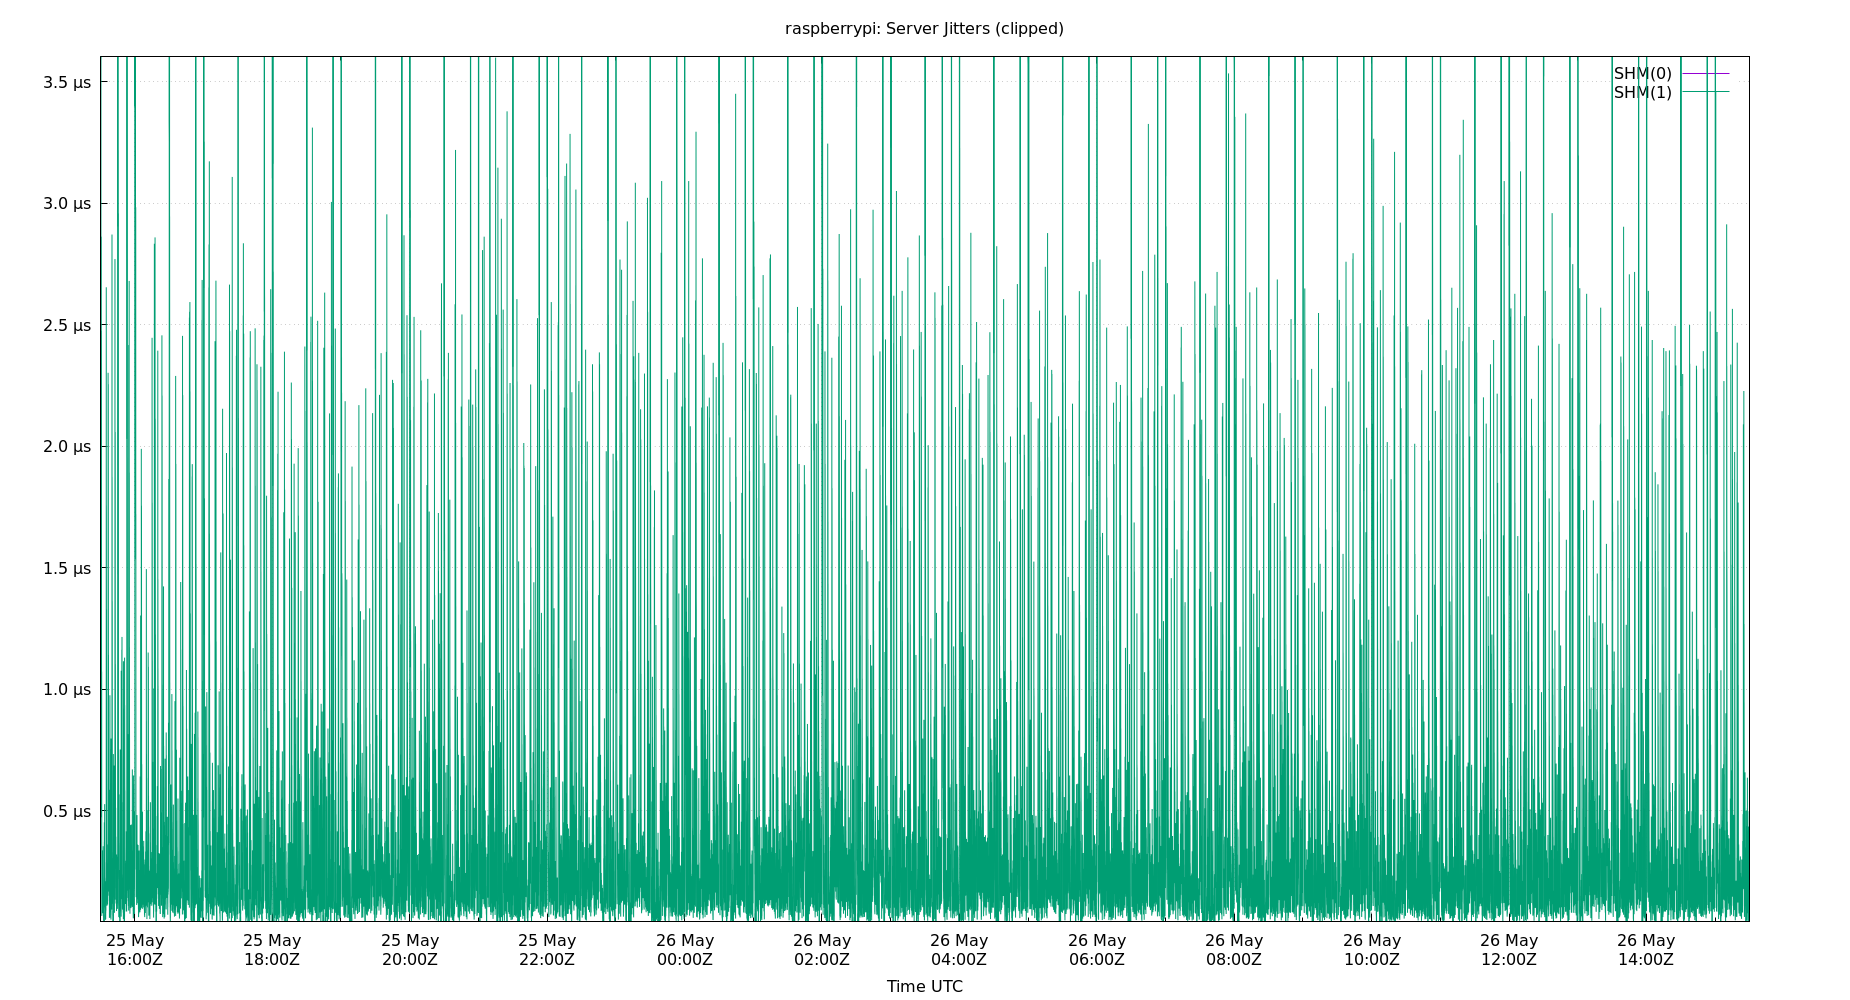 raspberrypi: Server Jitters (clipped)
SHM(0)
SHM(1)
3.5 µs
3.0 µs
2.5 µs
2.0 µs
1.5 µs
1.0 µs
0.5 µs
25 May 25 May 25 May 25 May 26 May 26 May 26 May 26 May 26 May 26 May 26 May 26 May
16:00Z 18:00Z 20:00Z 22:00Z 00:00Z 02:00Z 04:00Z 06:00Z 08:00Z 10:00Z 12:00Z 14:00Z
Time UTC